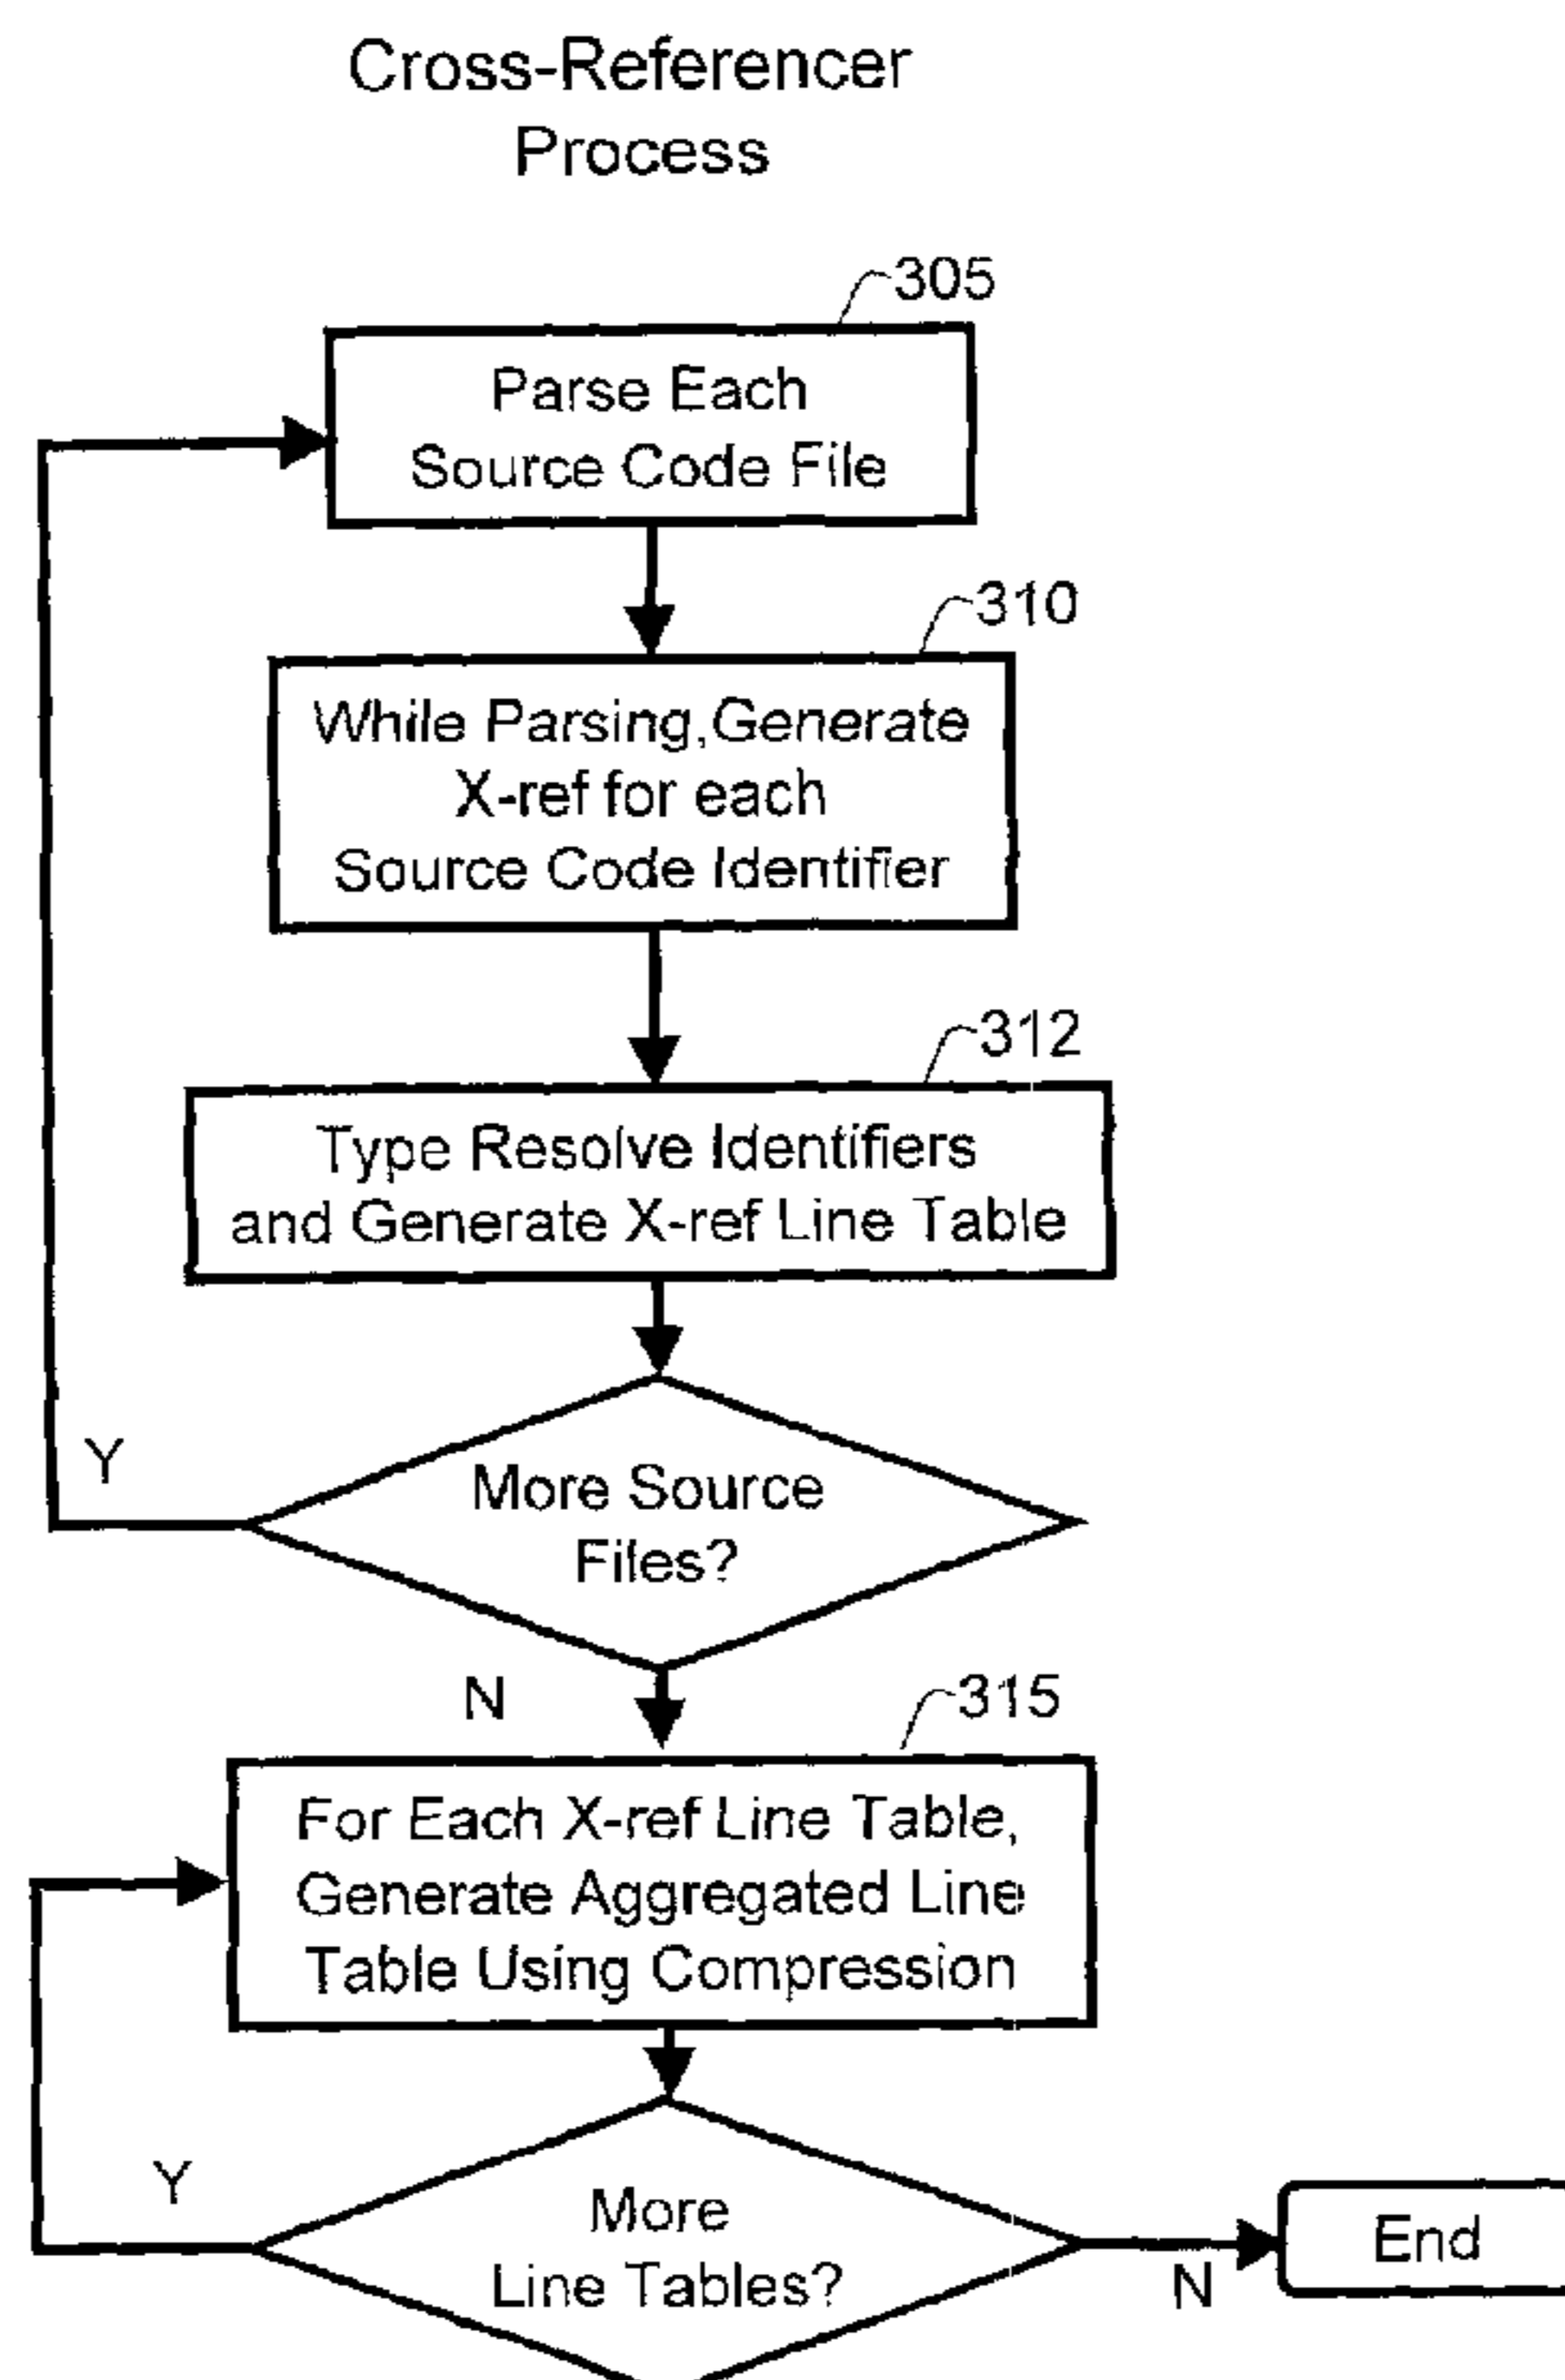 Cross-Referencer
Process
305
Parse Each
Source Code File
310
While Parsing,Generate
X-ref for each
Source Code Identifier
312
Type Resolve Identifiers
and Generate X-ref Line Table
Y
More Source
Files?
N
315
For Each X-ref Line Table,
Generate Aggregated Line
Table Using Compression
Y
More
Line Tables?
N
End